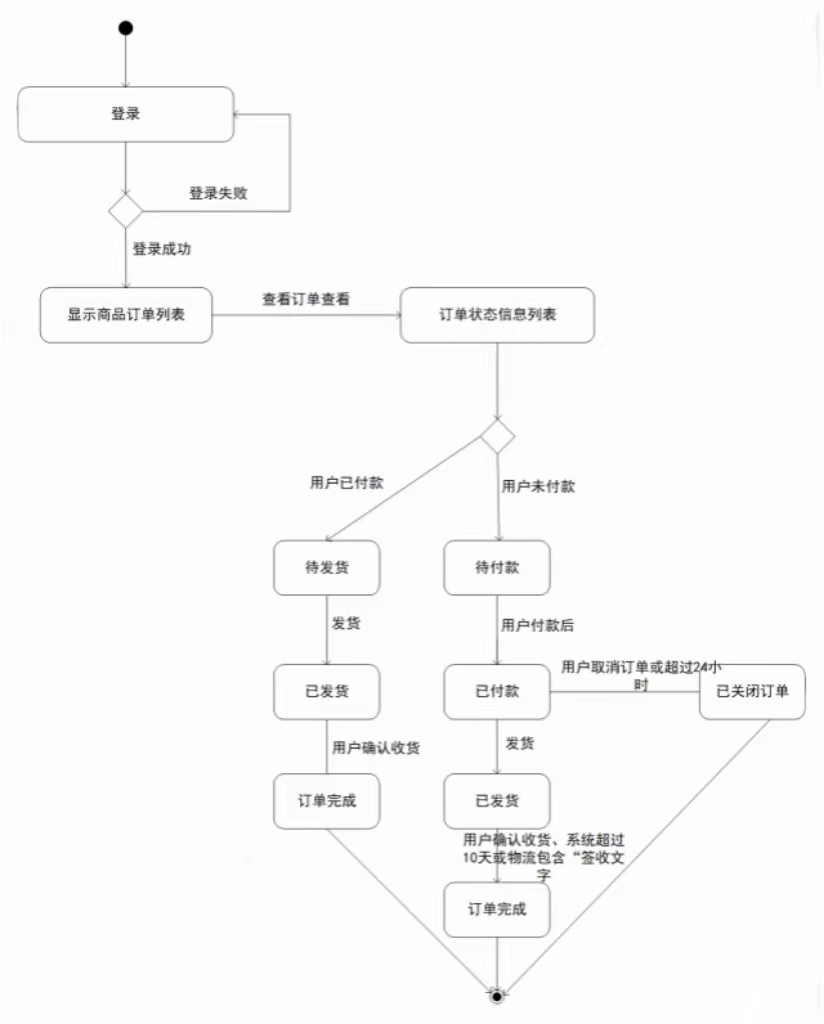 登录
登录失败
登录成功
显示商品订单列表
查看订单查看
订单状态信息列表
用户已付款
用户未付款
待发货
待付款
发货
用户付款后
已发货
已付款
用户取消订单或超过24小
时
已关闭订单
用户确认收货
发货
订单完成
已发货
用户确认收货、系统超过
10天或物流包含“签收文
字
订单完成